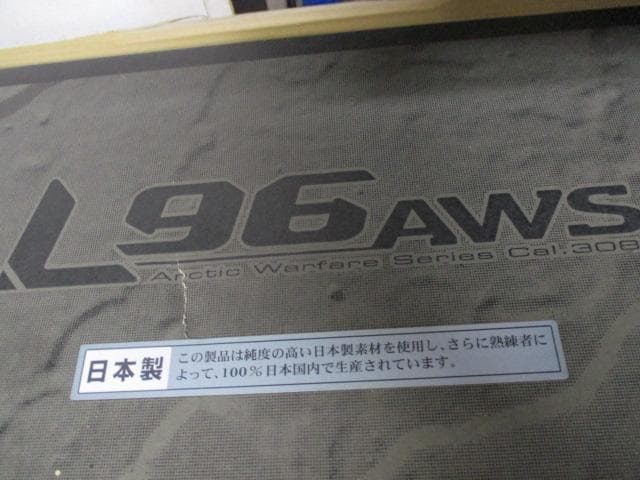 L96AWS
Arctic Warfare Series Cal.308
日本製
この製品は純度の高い日本製素材を使用し、さらに熟練者に
よって、100%日本国内で生産されています。